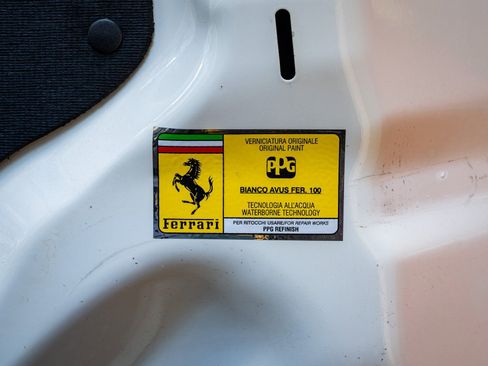 VERNICIATURA ORIGINALE
ORIGINAL PAINT
PPG
BIANCO AVUS FER. 100
TECNOLOGIA ALL'ACQUA
WATERBORNE TECHNOLOGY
Ferrari
PER RITOCCHI USARE/FOR REPAIR WORKS
PPG REFINISH